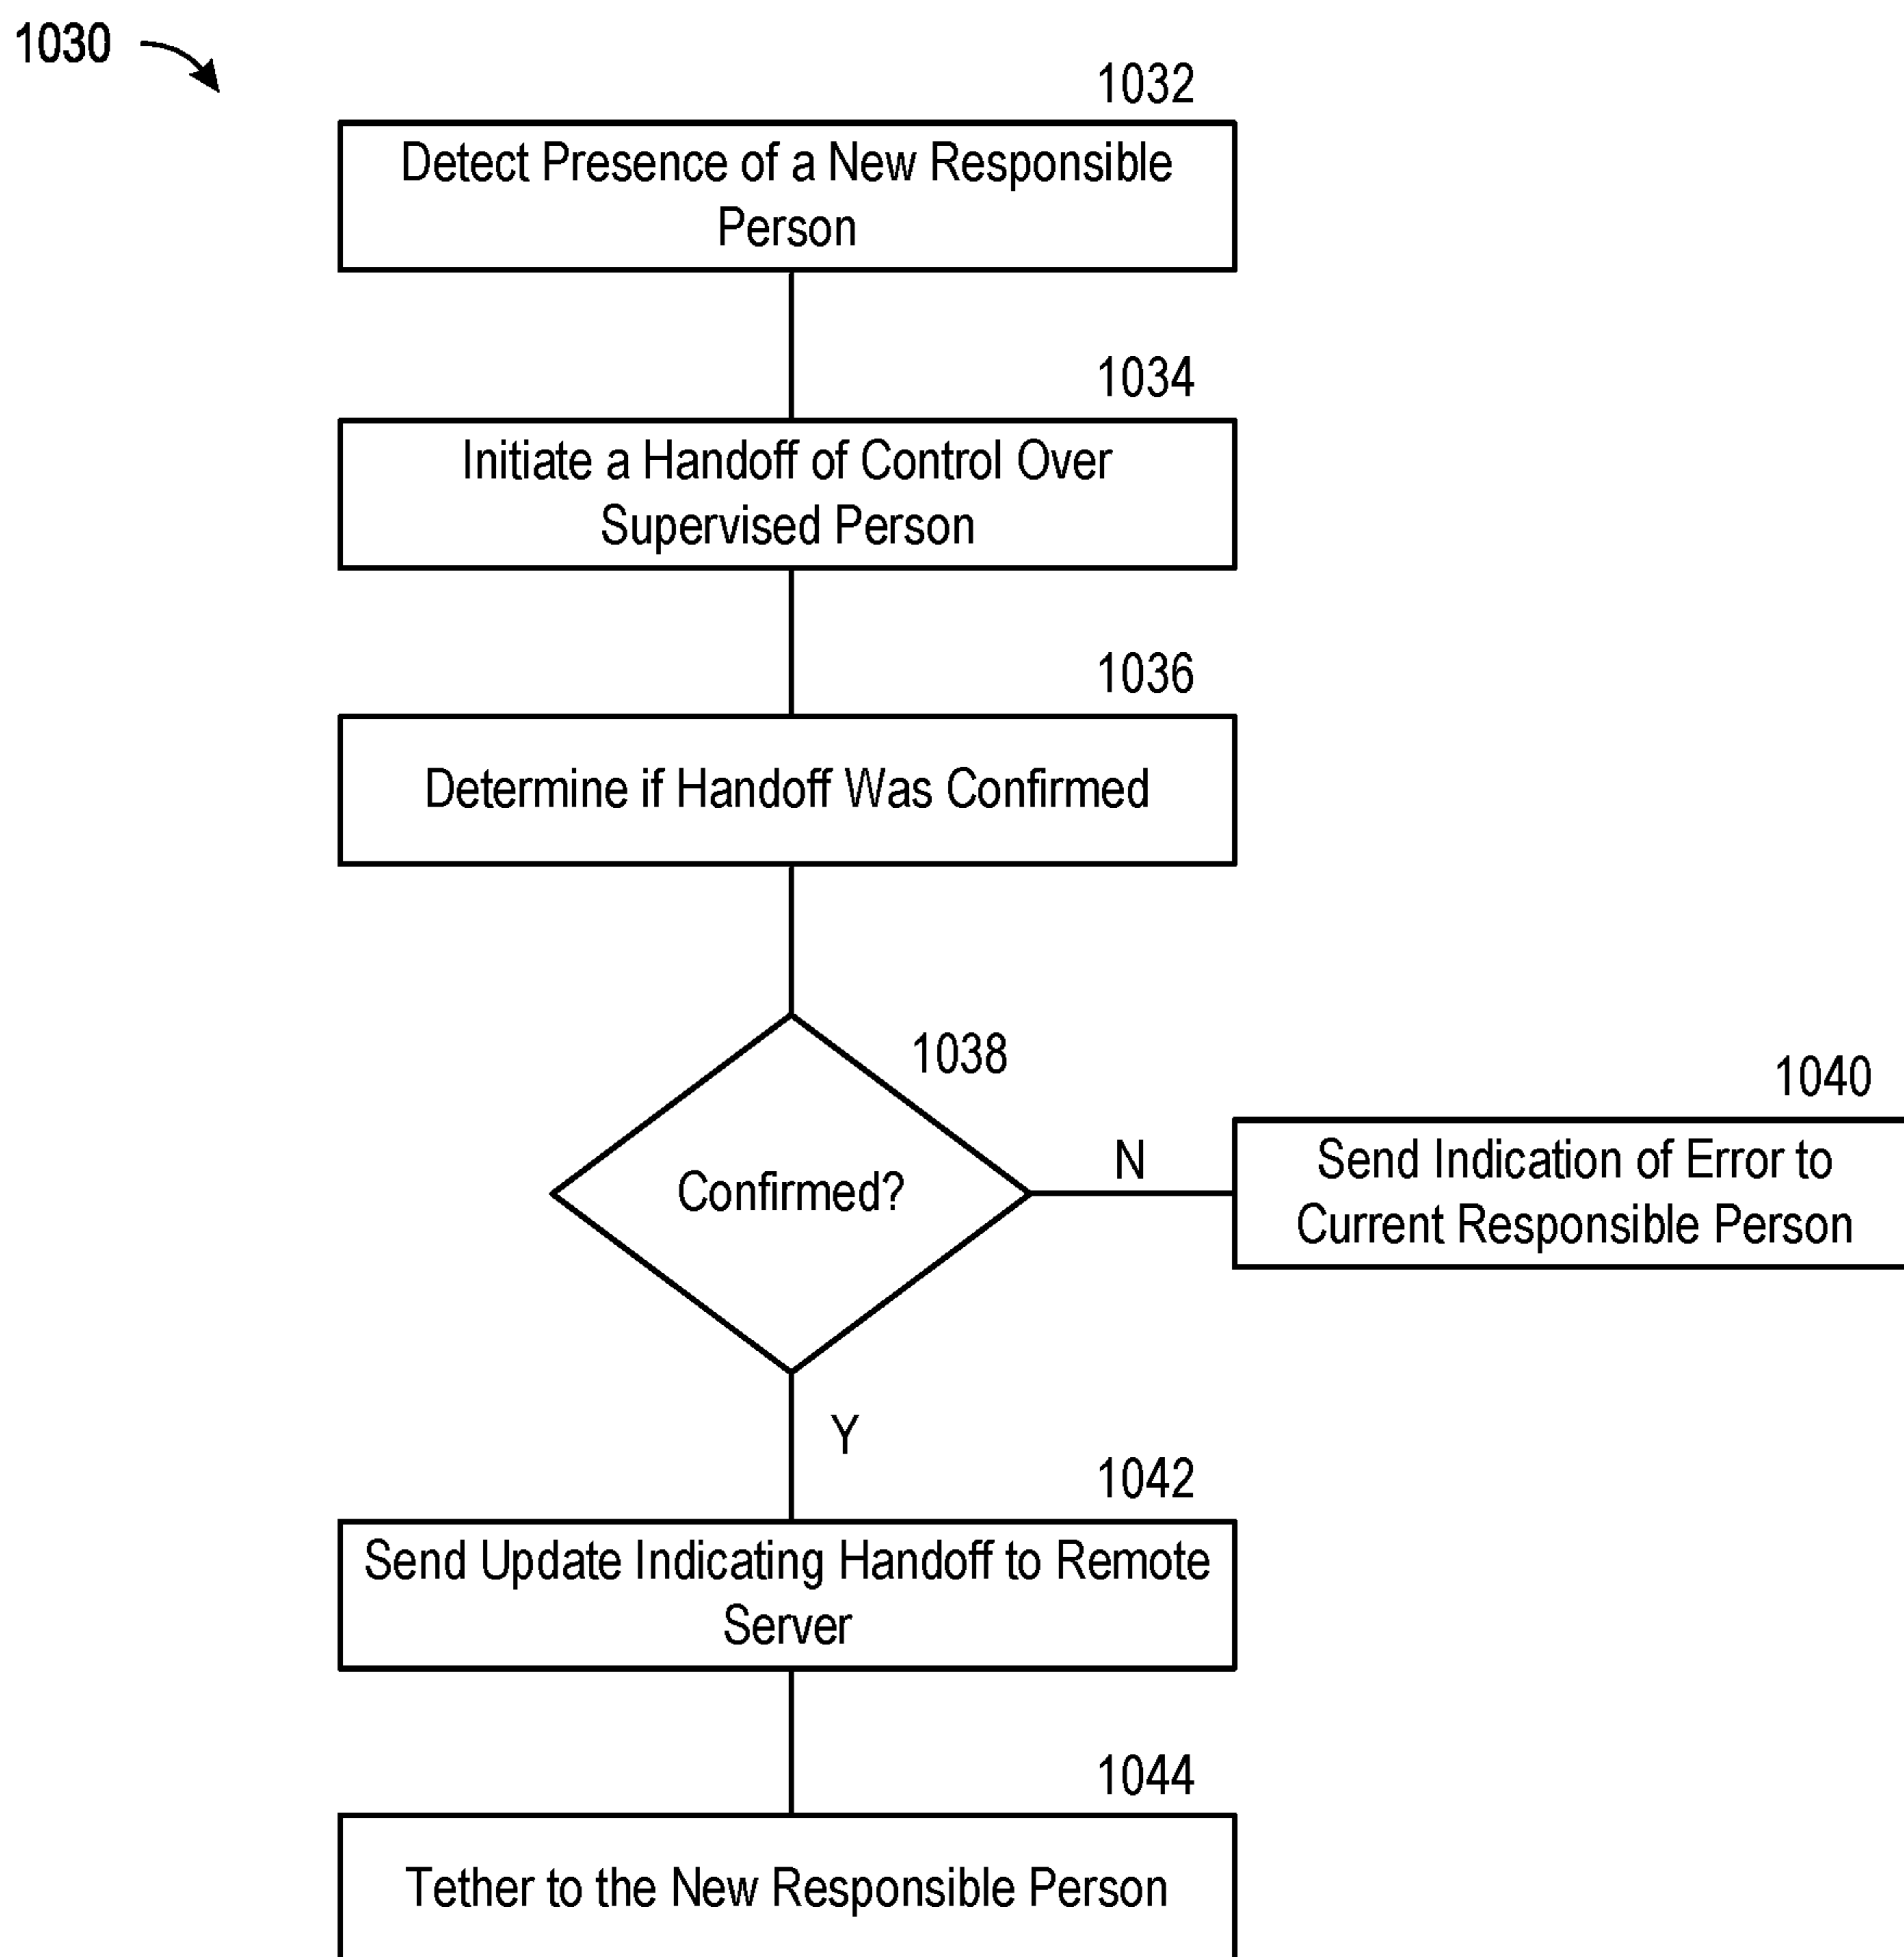 1030
1032
Detect Presence of a New Responsible
Person
1034
Initiate a Handoff of Control Over
Supervised Person
1036
Determine if Handoff Was Confirmed
1038
Confirmed?
N
1040
Send Indication of Error to
Current Responsible Person
Y
1042
Send Update Indicating Handoff to Remote
Server
1044
Tether to the New Responsible Person